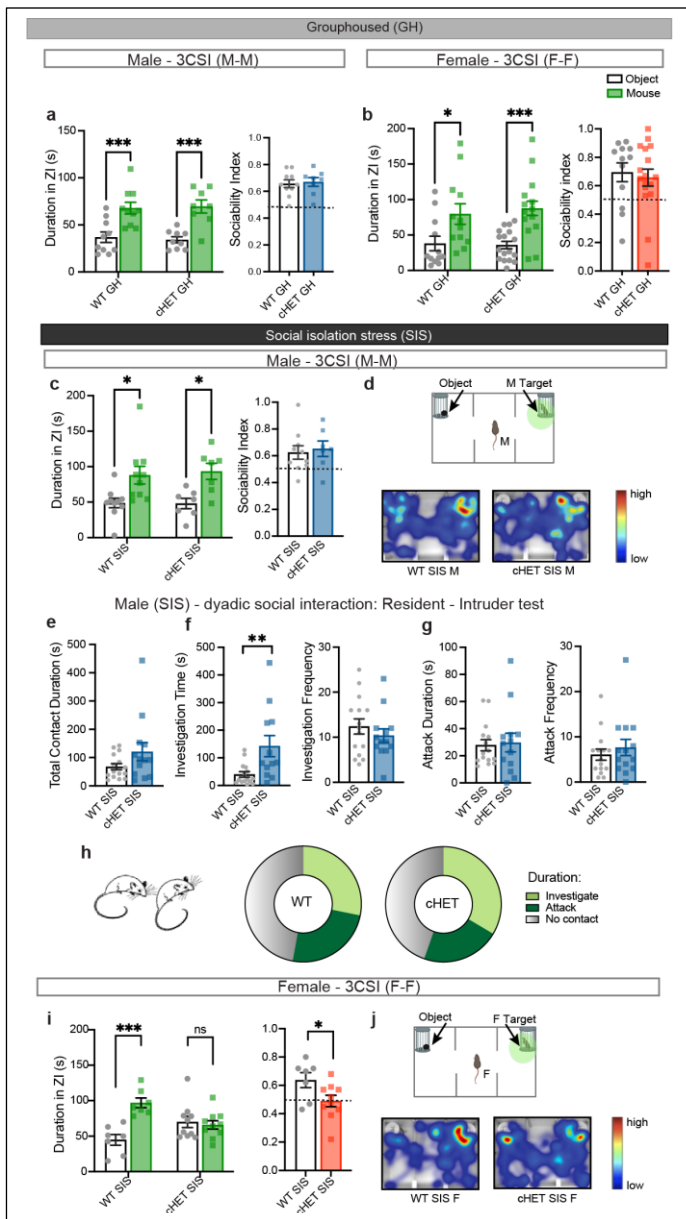 Grouphoused (GH)
Male - 3CSI (M-M)
Female - 3CSI (F-F)
Object
Mouse
a
Duration in ZI (s)
150
100
50
0
***
***
WT GH
cHET GH
Sociability Index
1.0
0.8
0.6
0.4
0.2
0.0
WT GH
cHET GH
b
Duration in ZI (s)
200
150
100
50
0
*
***
WT GH
cHET GH
Sociability index
1.0
0.8
0.6
0.4
0.2
0.0
WT GH
cHET GH
Social isolation stress (SIS)
Male - 3CSI (M-M)
c
Duration in ZI (s)
200
150
100
50
0
*
*
WT SIS
cHET SIS
Sociability Index
1.0
0.8
0.6
0.4
0.2
0.0
WT SIS
cHET SIS
d
Object
M Target
M
high
low
WT SIS M
cHET SIS M
Male (SIS) - dyadic social interaction: Resident - Intruder test
e
Total Contact Duration (s)
500
400
300
200
100
0
WT SIS
cHET SIS
f
Investigation Time (s)
500
400
300
200
100
0
**
WT SIS
cHET SIS
Investigation Frequency
30
20
10
0
WT SIS
cHET SIS
g
Attack Duration (s)
100
80
60
40
20
0
WT SIS
cHET SIS
Attack Frequency
30
20
10
0
WT SIS
cHET SIS
h
WT
cHET
Duration:
Investigate
Attack
No contact
Female - 3CSI (F-F)
i
Duration in ZI (s)
200
150
100
50
0
***
ns
WT SIS
cHET SIS
1.0
0.8
0.6
0.4
0.2
0.0
*
WT SIS
cHET SIS
j
Object
F Target
F
high
low
WT SIS F
cHET SIS F